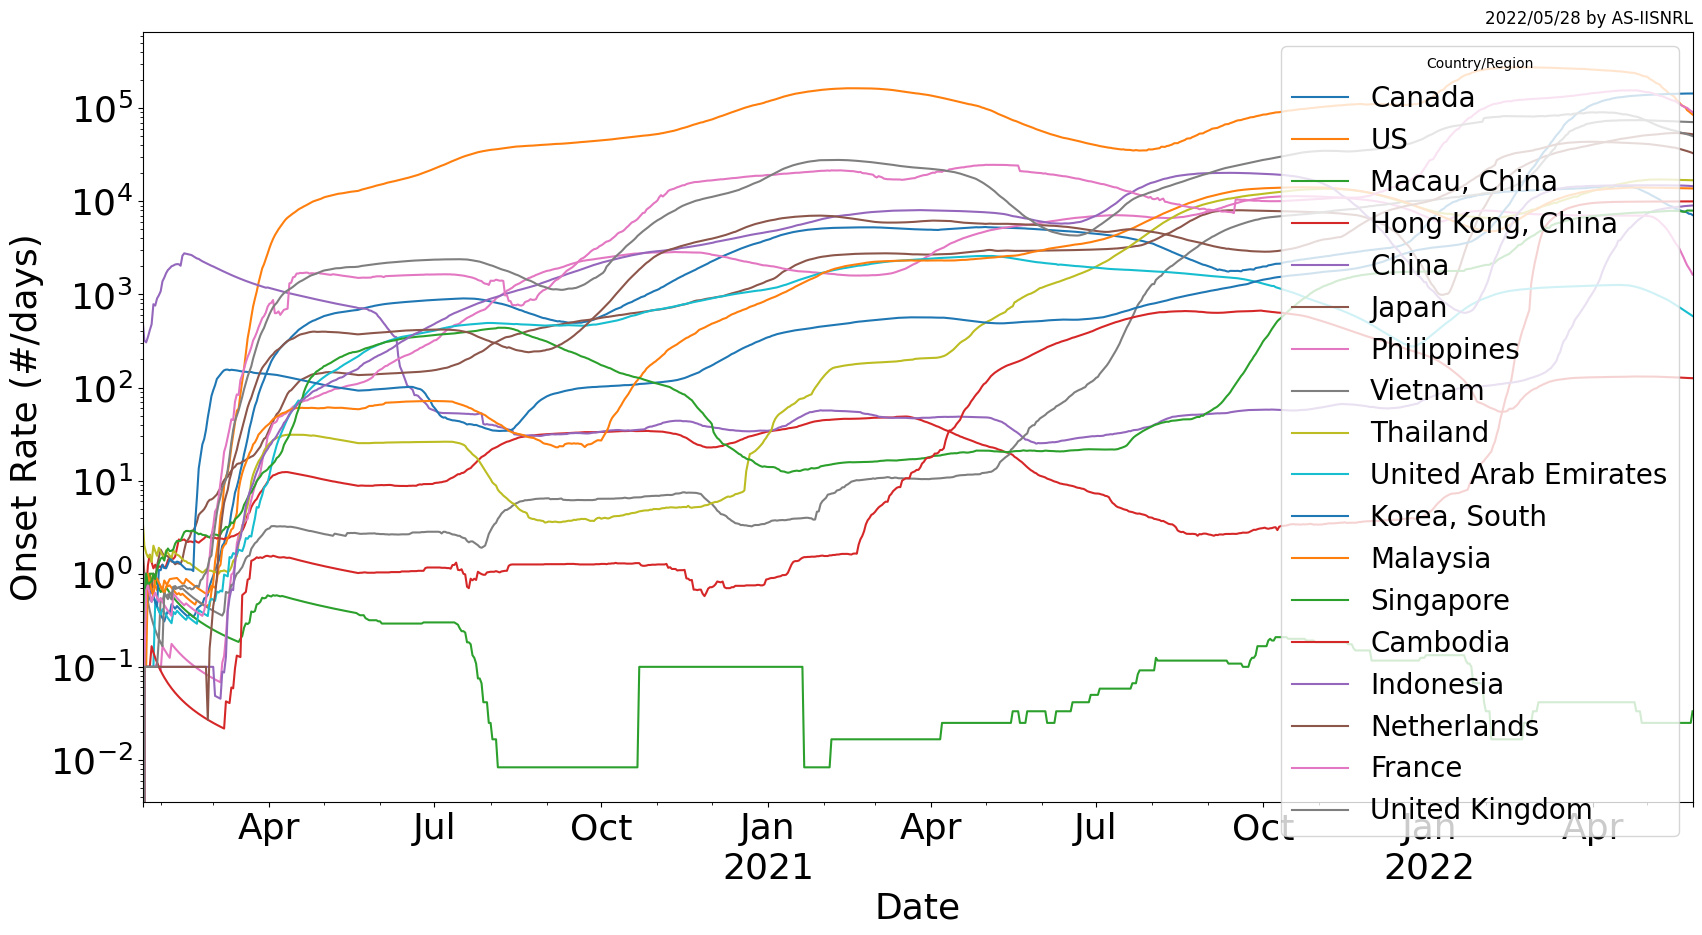 2022/05/28 by AS-IISNRL
Country/Region
Canada
US
Macau, China
Hong Kong, China
China
Japan
Philippines
Vietnam
Thailand
United Arab Emirates
Korea, South
Malaysia
Singapore
Cambodia
Indonesia
Netherlands
France
United Kingdom
Onset Rate (#/days)
10^5
10^4
10^3
10^2
10^1
10^0
10^−1
10^−2
Apr Jul Oct Jan Apr Jul Oct Jan Apr
2021 2022
Date